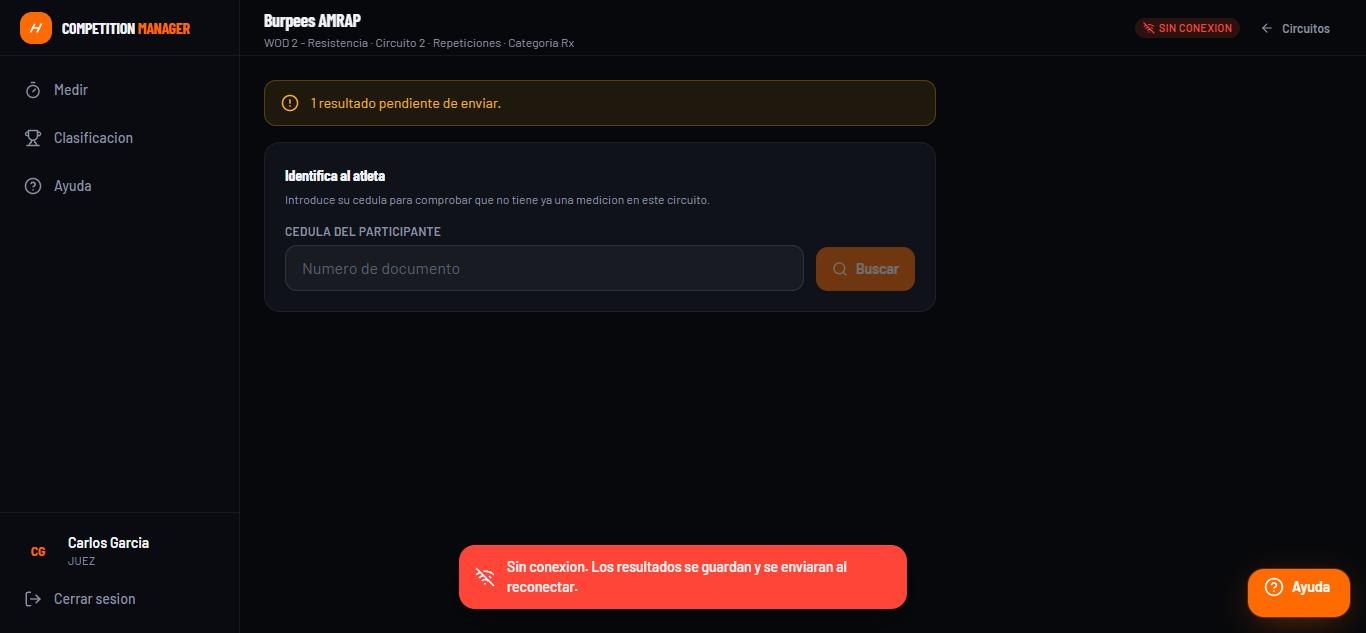 COMPETITION MANAGER
Medir
Clasificacion
Ayuda
CG
Carlos Garcia
JUEZ
Cerrar sesion
Burpees AMRAP
WOD 2 - Resistencia · Circuito 2 · Repeticiones · Categoria Rx
SIN CONEXION
Circuitos
1 resultado pendiente de enviar.
Identifica al atleta
Introduce su cedula para comprobar que no tiene ya una medicion en este circuito.
CEDULA DEL PARTICIPANTE
Numero de documento
Buscar
Sin conexion. Los resultados se guardan y se enviaran al
reconectar.
Ayuda